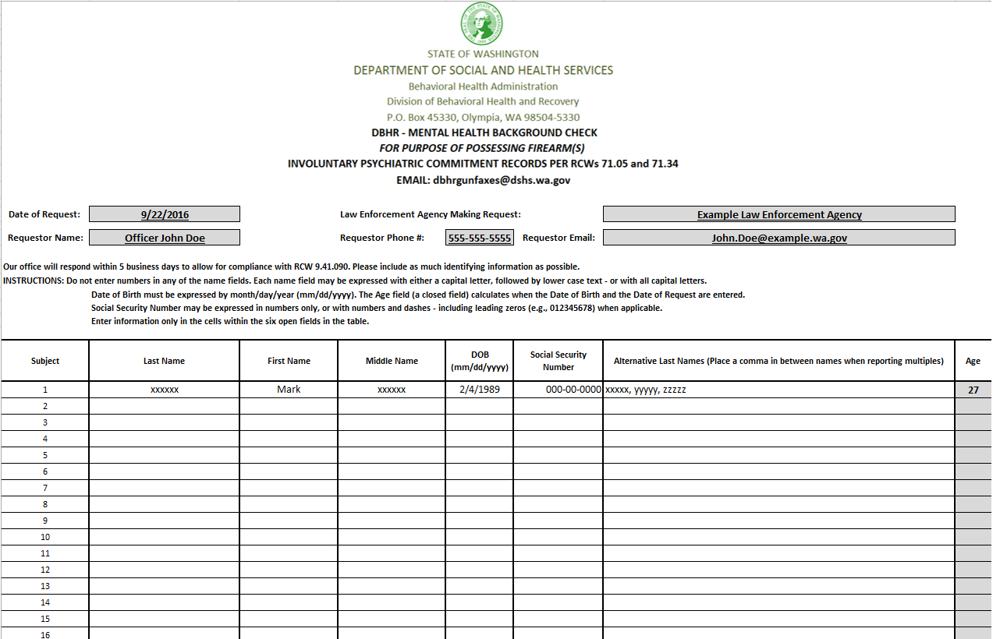 STATE OF WASHINGTON
DEPARTMENT OF SOCIAL AND HEALTH SERVICES
Behavioral Health Administration
Division of Behavioral Health and Recovery
P.O. Box 45330, Olympia, WA 98504-5330
DBHR - MENTAL HEALTH BACKGROUND CHECK
FOR PURPOSE OF POSSESSING FIREARM(S)
INVOLUNTARY PSYCHIATRIC COMMITMENT RECORDS PER RCWs 71.05 and 71.34
EMAIL: dbhrgunfaxes@dshs.wa.gov
Date of Request: 9/22/2016 Law Enforcement Agency Making Request: Example Law Enforcement Agency
Requestor Name: Officer John Doe Requestor Phone #: 555-555-5555 Requestor Email: John.Doe@example.wa.gov
Our office will respond within 5 business days to allow for compliance with RCW 9.41.090. Please include as much identifying information as possible.
INSTRUCTIONS: Do not enter numbers in any of the name fields. Each name field may be expressed with either a capital letter, followed by lower case text - or with all capital letters.
Date of Birth must be expressed by month/day/year (mm/dd/yyyy). The Age field (a closed field) calculates when the Date of Birth and the Date of Request are entered.
Social Security Number may be expressed in numbers only, or with numbers and dashes - including leading zeros (e.g., 012345678) when applicable.
Enter information only in the cells within the six open fields in the table.
Subject Last Name First Name Middle Name DOB (mm/dd/yyyy) Social Security Number Alternative Last Names (Place a comma in between names when reporting multiples) Age
1 xxxxxx Mark xxxxxx 2/4/1989 000-00-0000 xxxxx, yyyyy, zzzzz 27
2
3
4
5
6
7
8
9
10
11
12
13
14
15
16